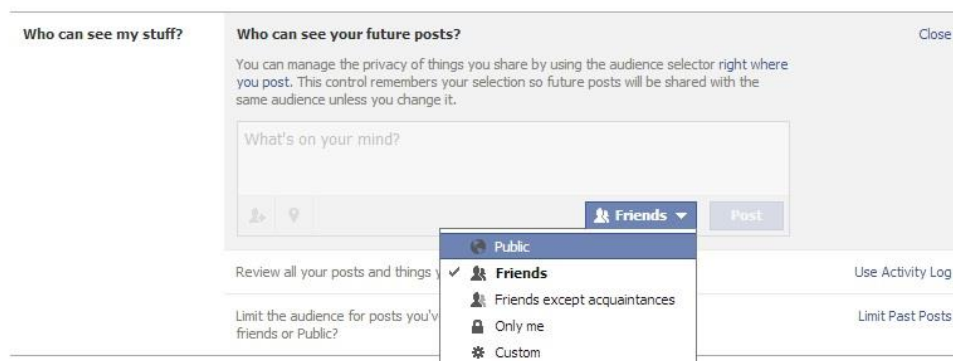 Who can see my stuff?
Who can see your future posts?
Close
You can manage the privacy of things you share by using the audience selector right where
you post. This control remembers your selection so future posts will be shared with the
same audience unless you change it.
What's on your mind?
Friends
Post
Public
Friends
Friends except acquaintances
Only me
Custom
Review all your posts and things
Use Activity Log
Limit the audience for posts
friends or Public?
Limit Past Posts